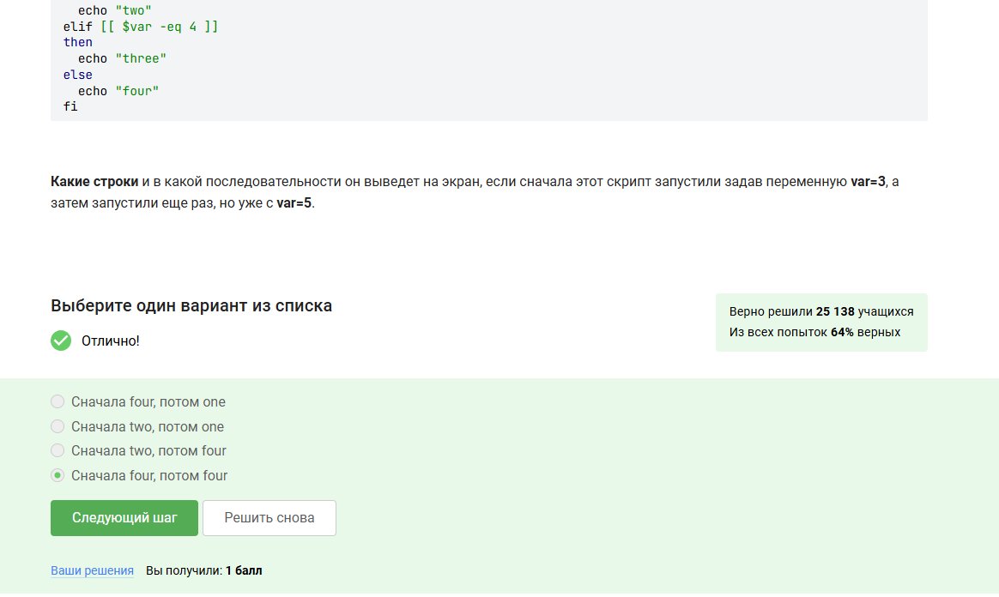 echo "two"
elif [[ $var -eq 4 ]]
then
echo "three"
else
echo "four"
fi
Какие строки и в какой последовательности он выведет на экран, если сначала этот скрипт запустили задав переменную var=3, а
затем запустили еще раз, но уже с var=5.
Выберите один вариант из списка
Отлично!
Верно решили 25 138 учащихся
Из всех попыток 64% верных
Сначала four, потом one
Сначала two, потом one
Сначала two, потом four
Сначала four, потом four
Следующий шаг
Решить снова
Ваши решения Вы получили: 1 балл